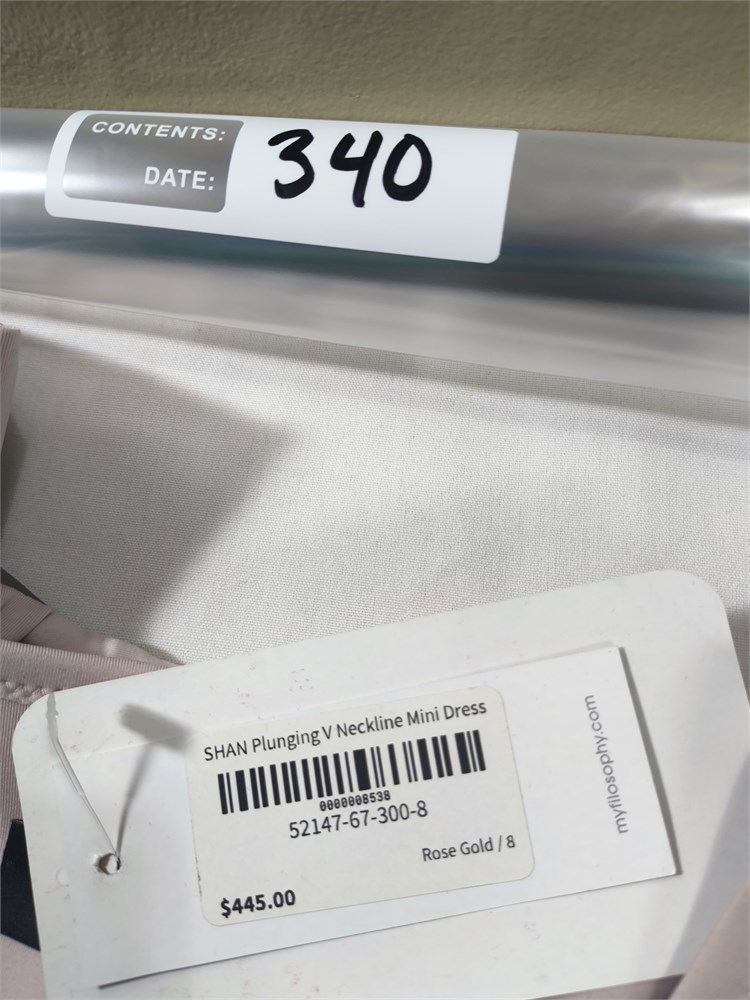 CONTENTS:
DATE:
340
SHAN Plunging V Neckline Mini Dress
0000008538
52147-67-300-8
Rose Gold / 8
$445.00
myfilosophy.com